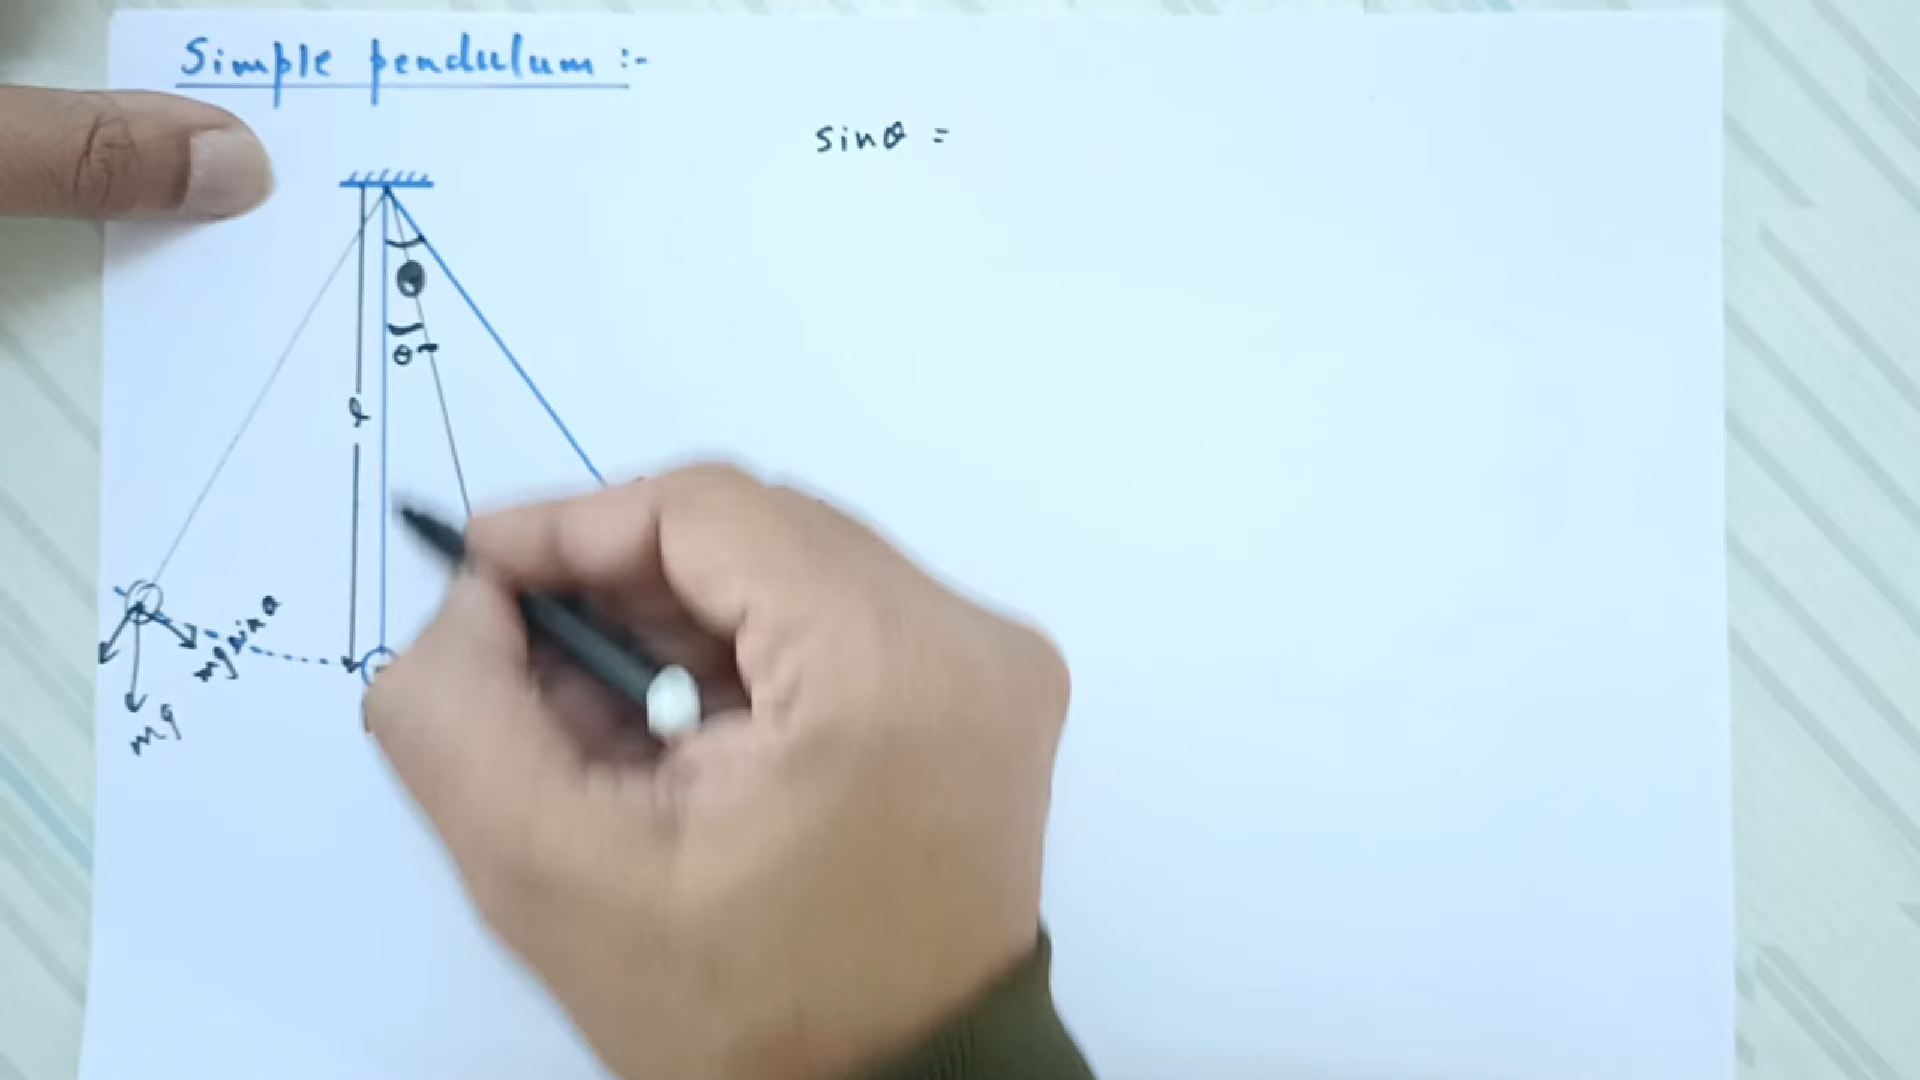 Simple pendulum :-
sinθ =
θ
l
mg sinθ
mg